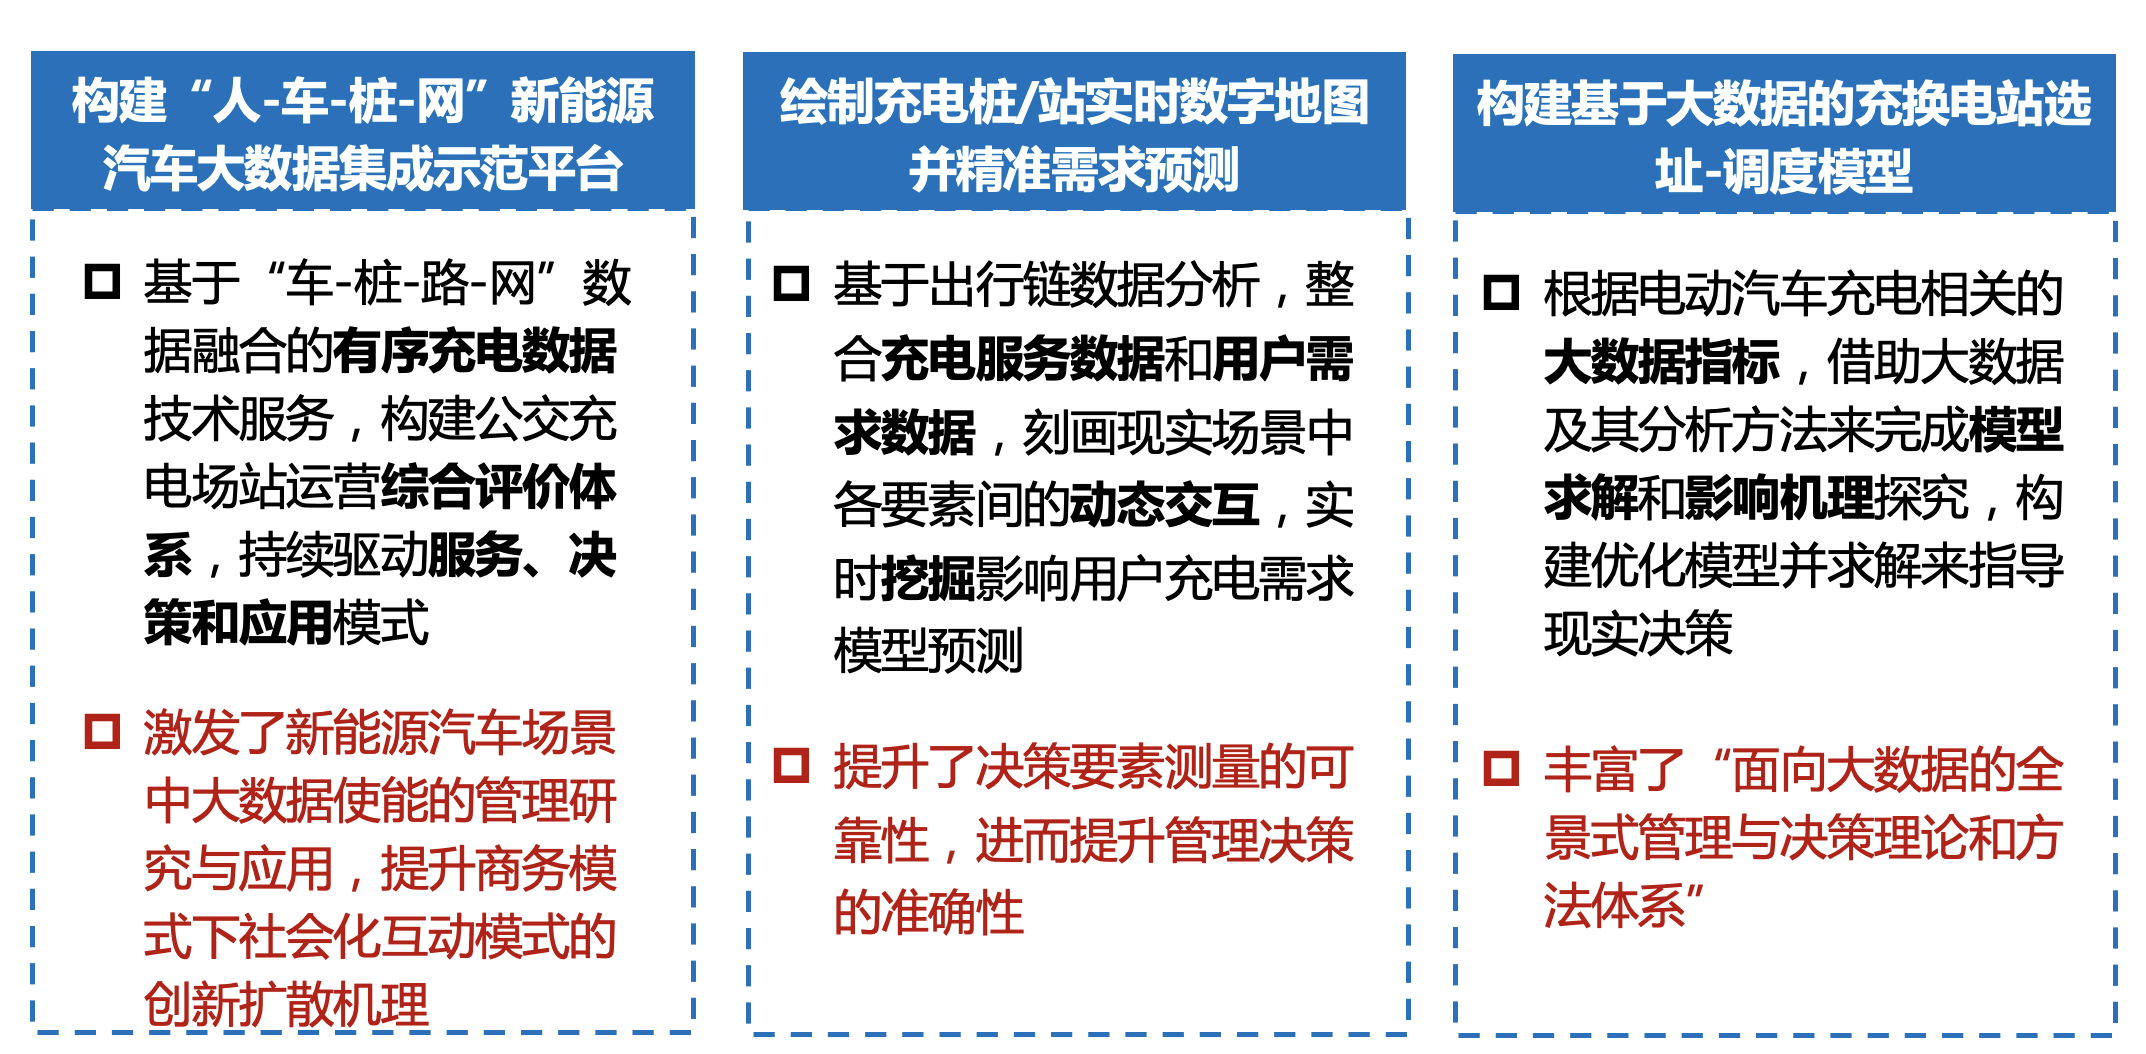 构建“人-车-桩-网”新能源
汽车大数据集成示范平台
基于“车-桩-路-网”数
据融合的有序充电数据
技术服务，构建公交充
电场站运营综合评价体
系，持续驱动服务、决
策和应用模式
激发了新能源汽车场景
中大数据使能的管理研
究与应用，提升商务模
式下社会化互动模式的
创新扩散机理
绘制充电桩/站实时数字地图
并精准需求预测
基于出行链数据分析，整
合充电服务数据和用户需
求数据，刻画现实场景中
各要素间的动态交互，实
时挖掘影响用户充电需求
模型预测
提升了决策要素测量的可
靠性，进而提升管理决策
的准确性
构建基于大数据的充换电站选
址-调度模型
根据电动汽车充电相关的
大数据指标，借助大数据
及其分析方法来完成模型
求解和影响机理探究，构
建优化模型并求解来指导
现实决策
丰富了“面向大数据的全
景式管理与决策理论和方
法体系”